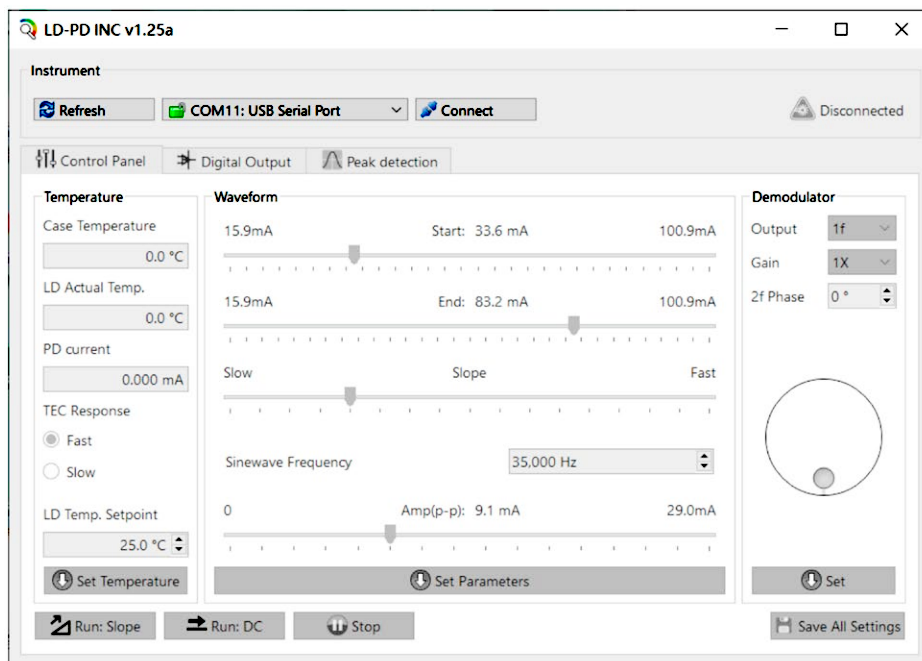 LD-PD INC v1.25a
Instrument
Refresh COM11: USB Serial Port Connect Disconnected
Control Panel Digital Output Peak detection
Temperature
Case Temperature
0.0 °C
LD Actual Temp.
0.0 °C
PD current
0.000 mA
TEC Response
Fast
Slow
LD Temp. Setpoint
25.0 °C
Set Temperature
Waveform
15.9mA Start: 33.6 mA 100.9mA
15.9mA End: 83.2 mA 100.9mA
Slow Slope Fast
Sinewave Frequency 35,000 Hz
0 Amp(p-p): 9.1 mA 29.0mA
Set Parameters
Demodulator
Output 1f
Gain 1X
2f Phase 0 °
Set
Run: Slope Run: DC Stop Save All Settings